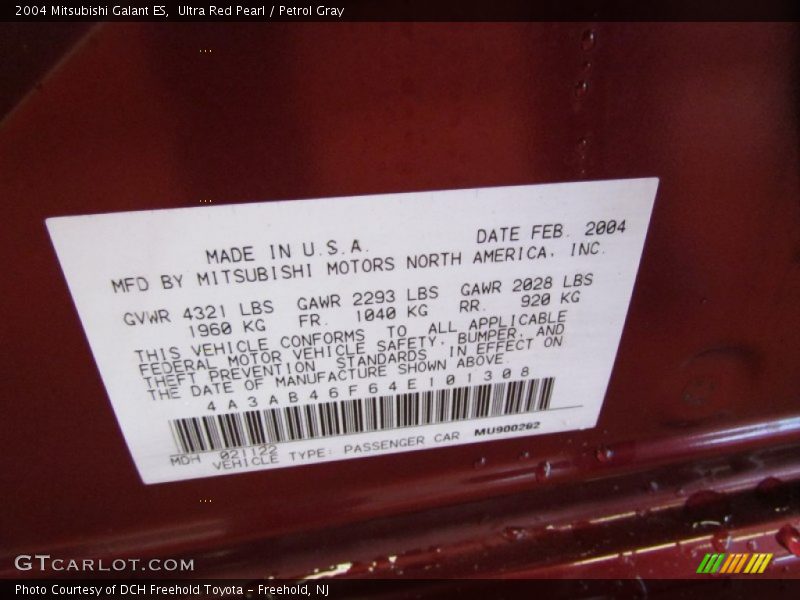 2004 Mitsubishi Galant ES, Ultra Red Pearl / Petrol Gray
MADE IN U.S.A. DATE FEB. 2004
MFD BY MITSUBISHI MOTORS NORTH AMERICA, INC.
GVWR 4321 LBS GAWR 2293 LBS GAWR 2028 LBS
1960 KG FR. 1040 KG RR. 920 KG
THIS VEHICLE CONFORMS TO ALL APPLICABLE
FEDERAL MOTOR VEHICLE SAFETY, BUMPER, AND
THEFT PREVENTION STANDARDS IN EFFECT ON
THE DATE OF MANUFACTURE SHOWN ABOVE.
4A3AB46F64E101308
MDH 021122
VEHICLE TYPE: PASSENGER CAR MU900282
GTCARLOT.COM
Photo Courtesy of DCH Freehold Toyota - Freehold, NJ